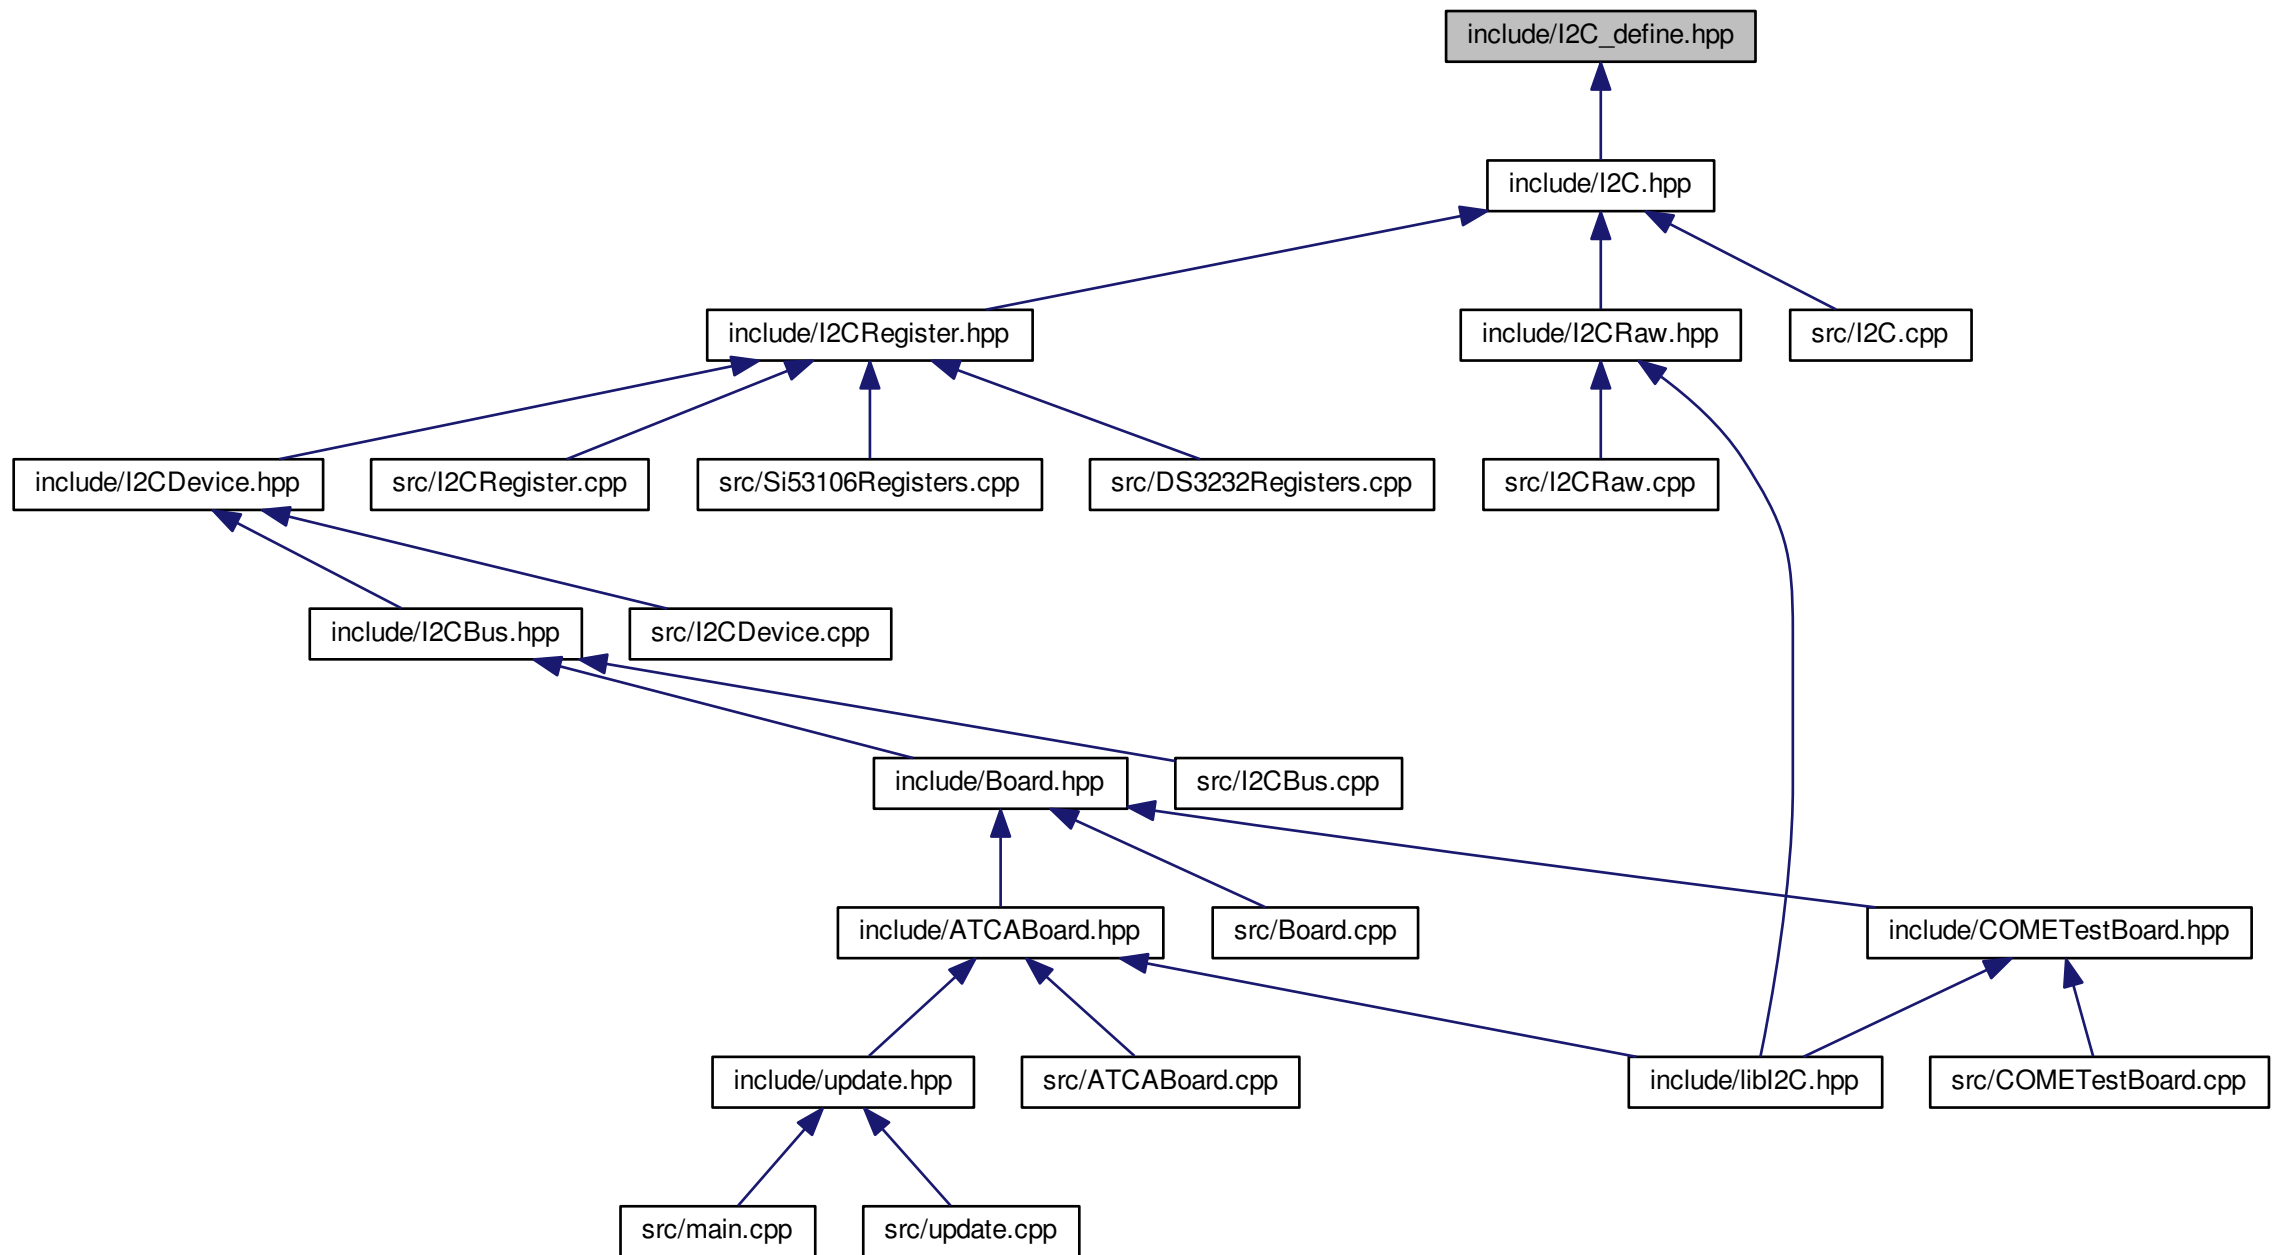 include/I2C_define.hpp
include/I2C.hpp
include/I2CRegister.hpp
include/I2CRaw.hpp
src/I2C.cpp
include/I2CDevice.hpp
src/I2CRegister.cpp
src/Si53106Registers.cpp
src/DS3232Registers.cpp
src/I2CRaw.cpp
include/I2CBus.hpp
src/I2CDevice.cpp
include/Board.hpp
src/I2CBus.cpp
include/ATCABoard.hpp
src/Board.cpp
include/COMETestBoard.hpp
include/update.hpp
src/ATCABoard.cpp
include/libI2C.hpp
src/COMETestBoard.cpp
src/main.cpp
src/update.cpp